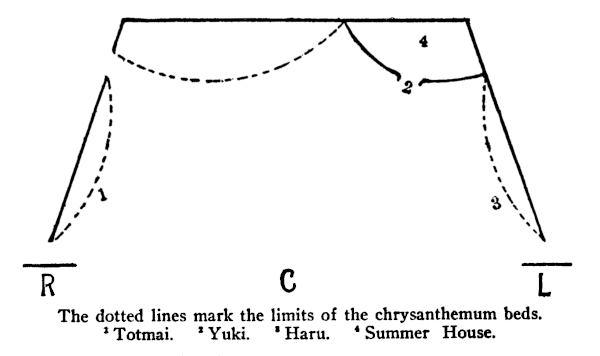 4
2
1
3
R C L
The dotted lines mark the limits of the chrysanthemum beds.
¹ Totmai. ² Yuki. ³ Haru. ⁴ Summer House.